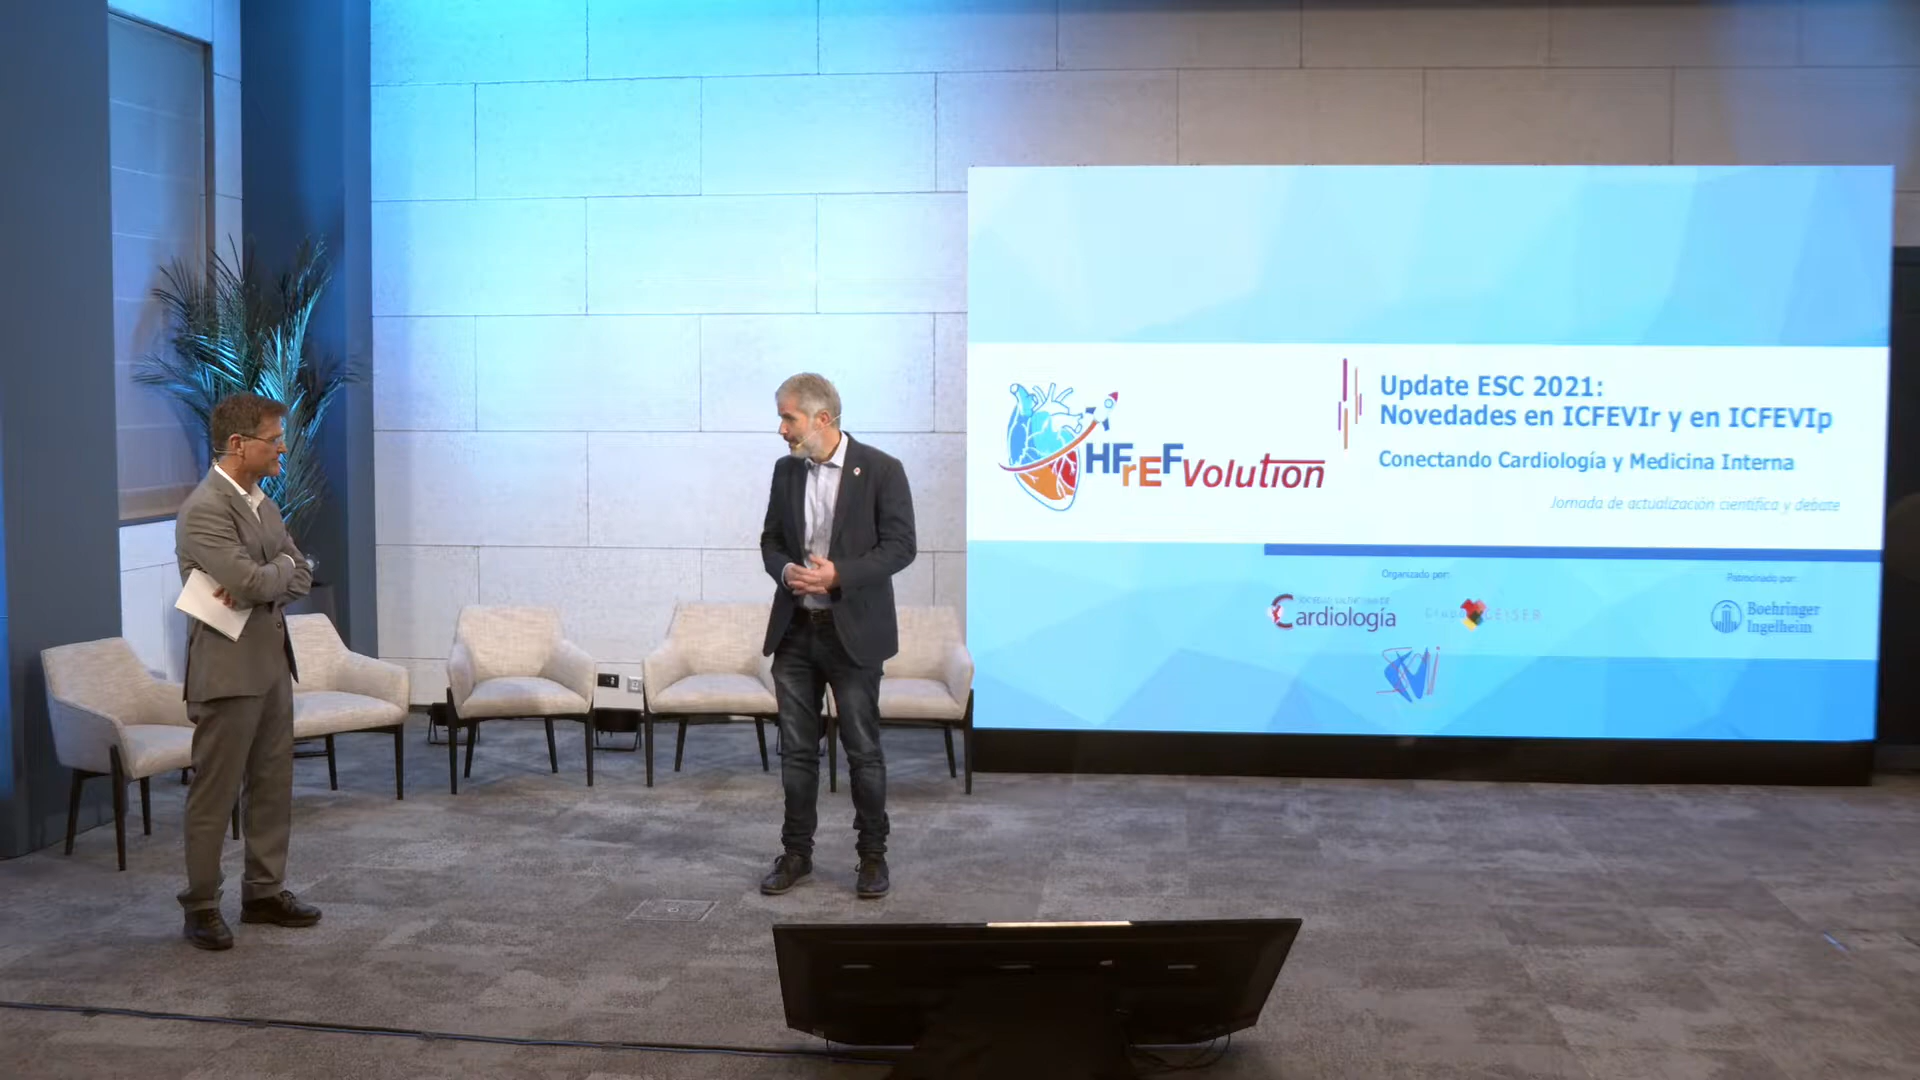 Update ESC 2021:
Novedades en ICFEVIr y en ICFEVIp
HFrEFVolution
Conectando Cardiología y Medicina Interna
Jornada de actualización científica y debate
Organizado por:
Patrocinado por:
Cardiología
Boehringer
Ingelheim